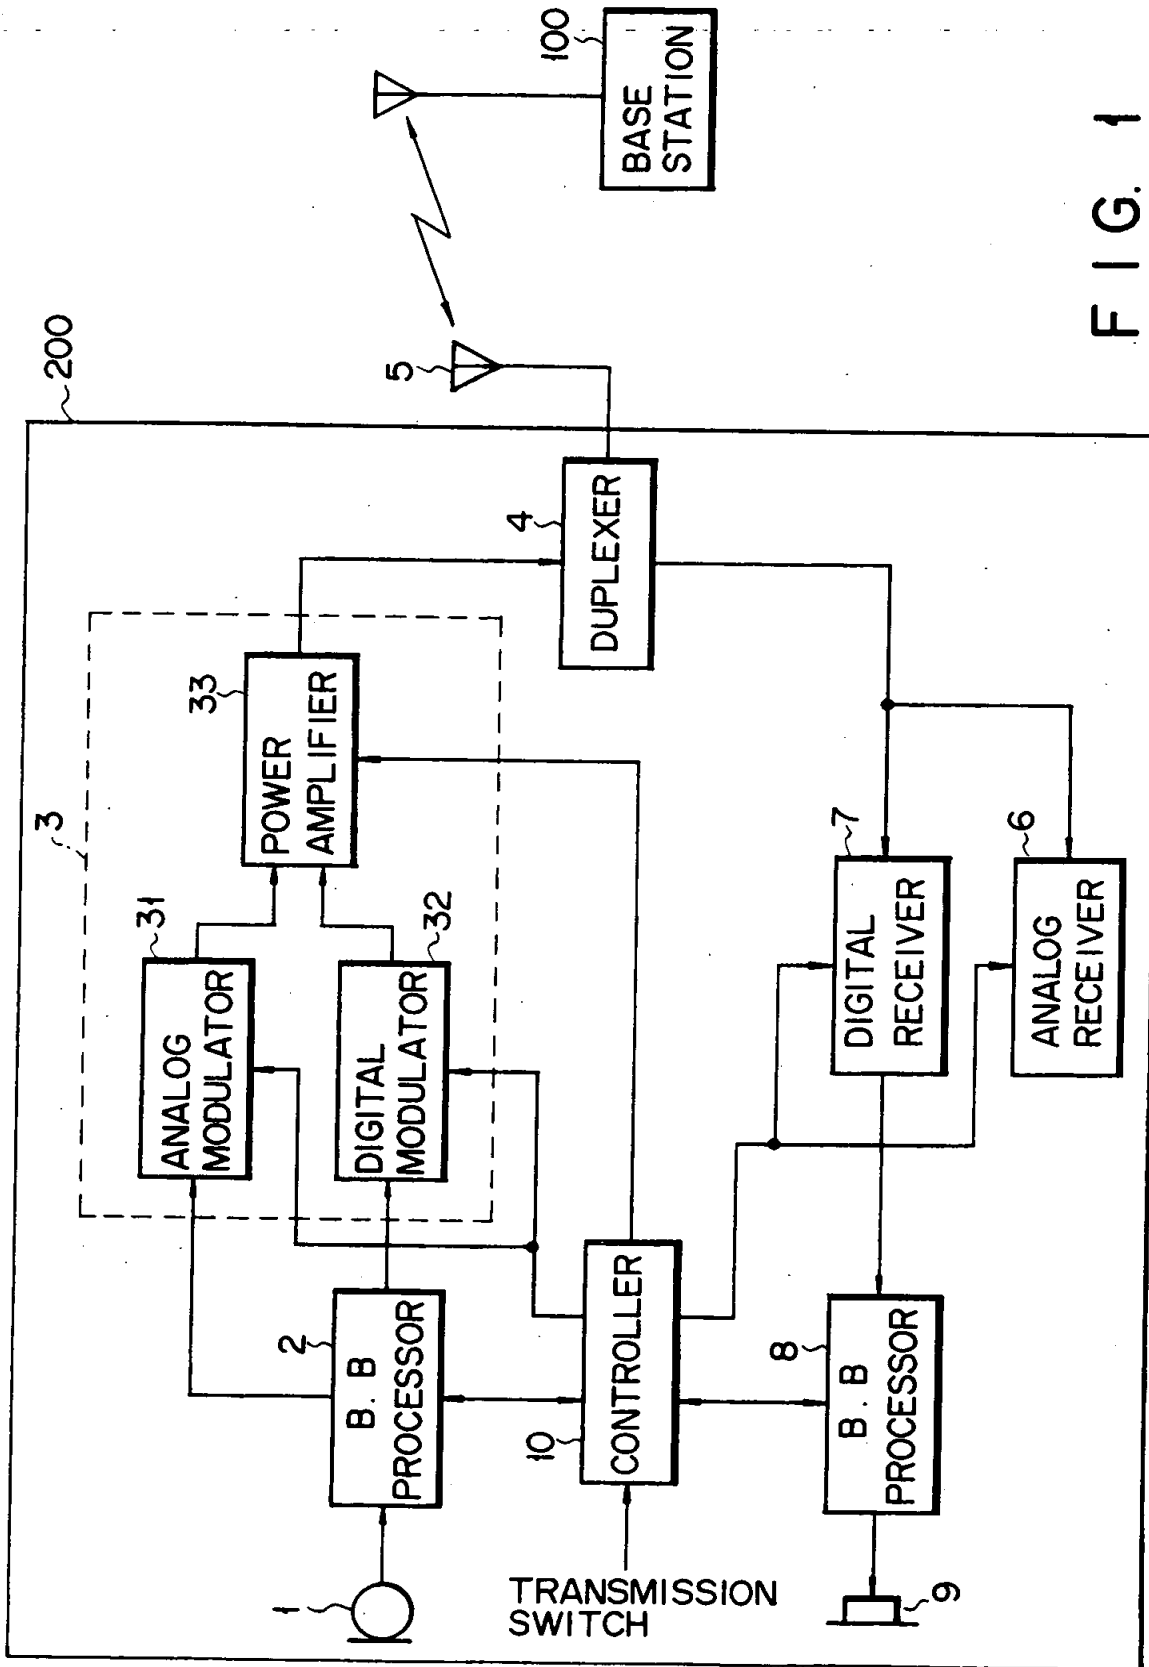 200
3
31
ANALOG
MODULATOR
33
POWER
AMPLIFIER
32
DIGITAL
MODULATOR
2
B. B
PROCESSOR
1
4
DUPLEXER
5
100
BASE
STATION
10
CONTROLLER
TRANSMISSION
SWITCH
7
DIGITAL
RECEIVER
6
ANALOG
RECEIVER
8
B. B
PROCESSOR
9
FIG. 1